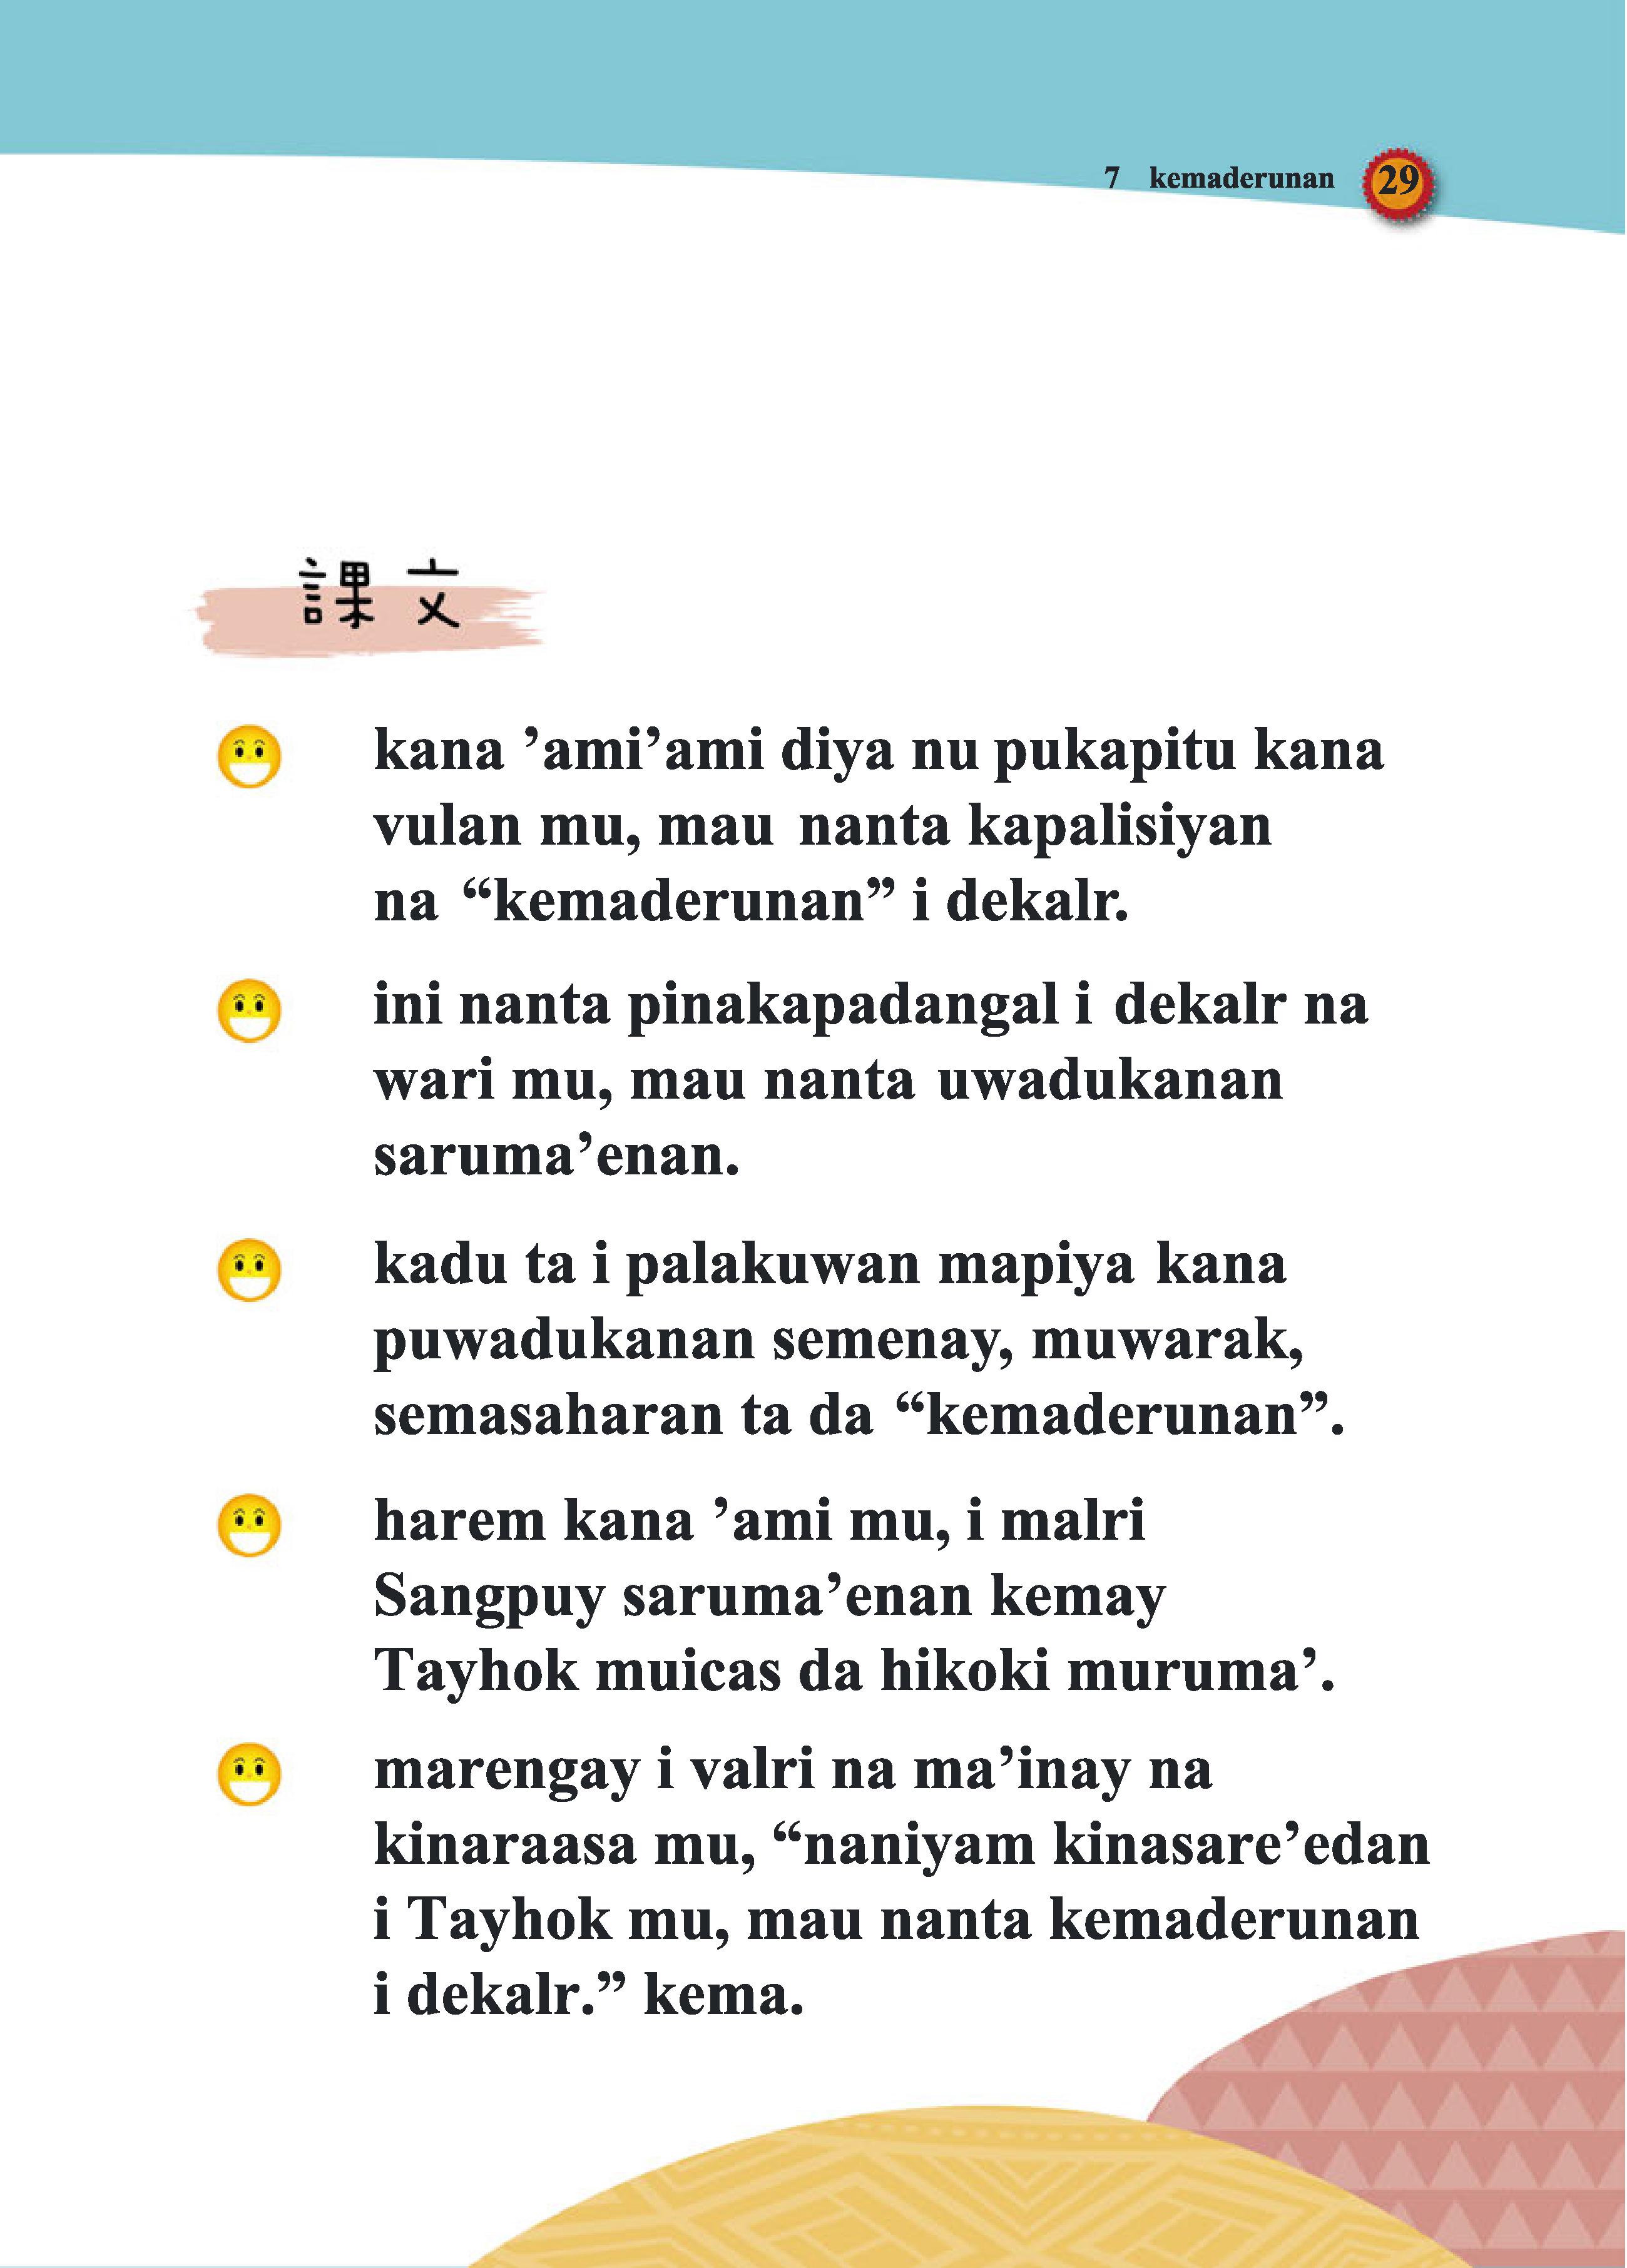 7 kemaderunan 29
課文
kana ’ami’ami diya nu pukapitu kana
vulan mu, mau nanta kapalisiyan
na “kemaderunan” i dekalr.
ini nanta pinakapadangal i dekalr na
wari mu, mau nanta uwadukanan
saruma’enan.
kadu ta i palakuwan mapiya kana
puwadukanan semenay, muwarak,
semasaharan ta da “kemaderunan”.
harem kana ’ami mu, i malri
Sangpuy saruma’enan kemay
Tayhok muicas da hikoki muruma’.
marengay i valri na ma’inay na
kinaraasa mu, “naniyam kinasare’edan
i Tayhok mu, mau nanta kemaderunan
i dekalr.” kema.